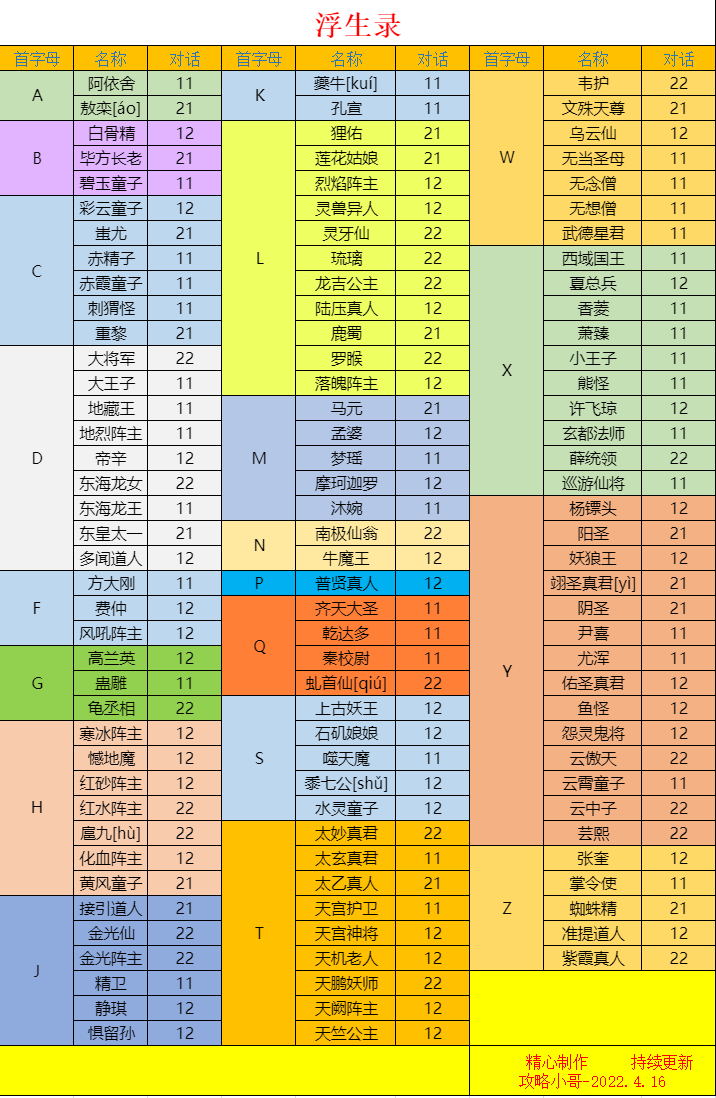 浮生录
首字母 名称 对话 首字母 名称 对话 首字母 名称 对话
A
阿依舍 11
敖栾[áo] 21
B
白骨精 12
毕方长老 21
碧玉童子 11
C
彩云童子 12
蚩尤 21
赤精子 11
赤霞童子 11
刺猬怪 11
重黎 21
D
大将军 22
大王子 11
地藏王 11
地烈阵主 11
帝辛 12
东海龙女 22
东海龙王 11
东皇太一 21
多闻道人 12
F
方大刚 11
费仲 12
风吼阵主 12
G
高兰英 12
蛊雕 11
龟丞相 22
H
寒冰阵主 12
憾地魔 12
红砂阵主 12
红水阵主 22
扈九[hù] 22
化血阵主 12
黄风童子 21
J
接引道人 21
金光仙 22
金光阵主 22
精卫 11
静琪 12
惧留孙 12
K
夔牛[kuí] 11
孔宣 11
L
狸佑 21
莲花姑娘 21
烈焰阵主 12
灵兽异人 12
灵牙仙 22
琉璃 22
龙吉公主 22
陆压真人 12
鹿蜀 21
罗睺 22
落魄阵主 12
M
马元 21
孟婆 12
梦瑶 11
摩珂迦罗 12
沐婉 11
N
南极仙翁 22
牛魔王 12
P
普贤真人 12
Q
齐天大圣 11
乾达多 11
秦校尉 11
虬首仙[qiú] 22
S
上古妖王 12
石矶娘娘 12
噬天魔 11
黍七公[shǔ] 12
水灵童子 12
T
太妙真君 22
太玄真君 11
太乙真人 21
天宫护卫 11
天宫神将 12
天机老人 12
天鹏妖师 22
天阙阵主 12
天竺公主 12
W
韦护 22
文殊天尊 21
乌云仙 12
无当圣母 11
无念僧 11
无想僧 11
武德星君 11
X
西域国王 11
夏总兵 12
香菱 11
萧臻 11
小王子 11
熊怪 11
许飞琼 12
玄都法师 11
薛统领 22
巡游仙将 11
Y
杨镖头 12
阳圣 21
妖狼王 12
翊圣真君[yì] 21
阴圣 21
尹喜 11
尤浑 11
佑圣真君 12
鱼怪 12
怨灵鬼将 12
云傲天 22
云霄童子 11
云中子 22
芸熙 22
Z
张奎 12
掌令使 11
蜘蛛精 21
准提道人 12
紫霞真人 22
精心制作 持续更新
攻略小哥-2022.4.16